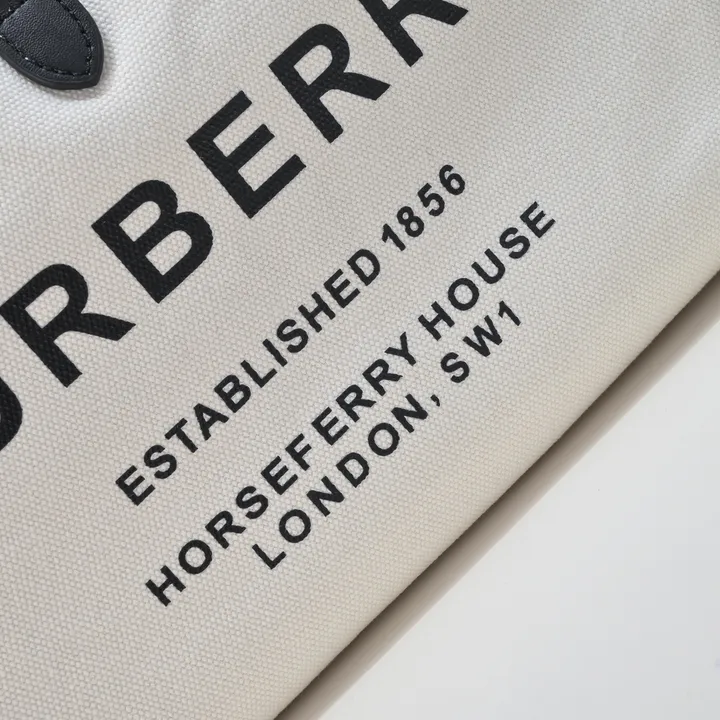 URBERR
ESTABLISHED 1856
HORSEFERRY HOUSE
LONDON, SW1